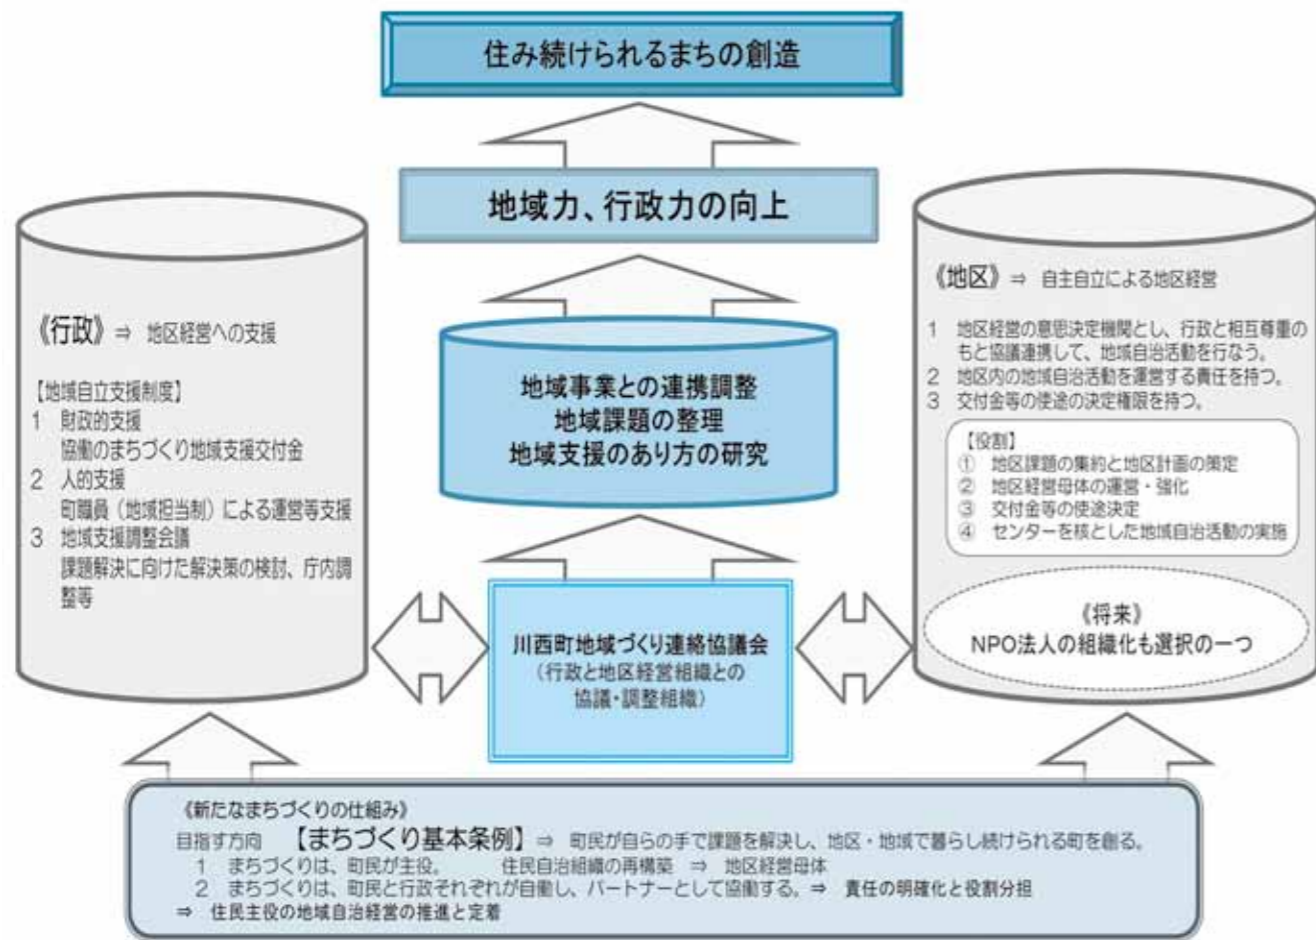 住み続けられるまちの創造
地域力、行政力の向上
《行政》⇒ 地区経営への支援
【地域自立支援制度】
1 財政的支援
協働のまちづくり地域支援交付金
2 人的支援
町職員（地域担当制）による運営等支援
3 地域支援調整会議
課題解決に向けた解決策の検討、庁内調
整等
地域事業との連携調整
地域課題の整理
地域支援のあり方の研究
川西町地域づくり連絡協議会
（行政と地区経営組織との
協議・調整組織）
《地区》⇒ 自主自立による地区経営
1 地区経営の意思決定機関とし、行政と相互尊重の
もと協議連携して、地域自治活動を行なう。
2 地区内の地域自治活動を運営する責任を持つ。
3 交付金等の使途の決定権限を持つ。
【役割】
① 地区課題の集約と地区計画の策定
② 地区経営母体の運営・強化
③ 交付金等の使途決定
④ センターを核とした地域自治活動の実施
《将来》
NPO法人の組織化も選択の一つ
《新たなまちづくりの仕組み》
目指す方向 【まちづくり基本条例】⇒ 町民が自らの手で課題を解決し、地区・地域で暮らし続けられる町を創る。
1 まちづくりは、町民が主役。 住民自治組織の再構築 ⇒ 地区経営母体
2 まちづくりは、町民と行政それぞれが自働し、パートナーとして協働する。⇒ 責任の明確化と役割分担
⇒ 住民主役の地域自治経営の推進と定着